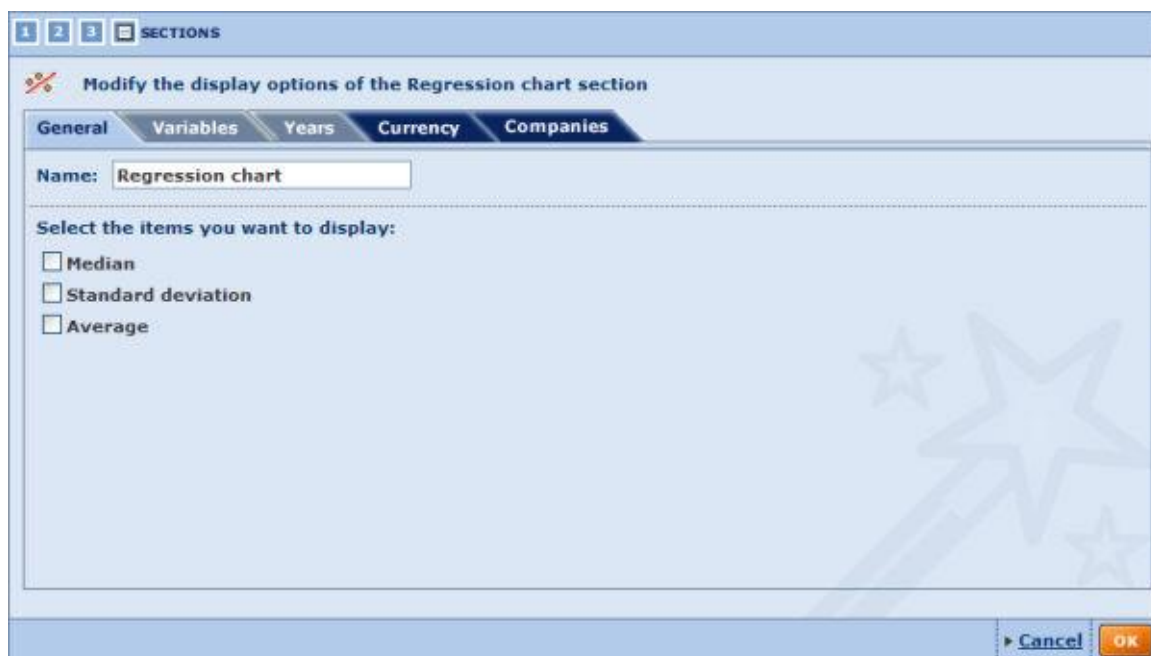 1 2 3 SECTIONS
Modify the display options of the Regression chart section
General Variables Years Currency Companies
Name: Regression chart
Select the items you want to display:
Median
Standard deviation
Average
Cancel OK